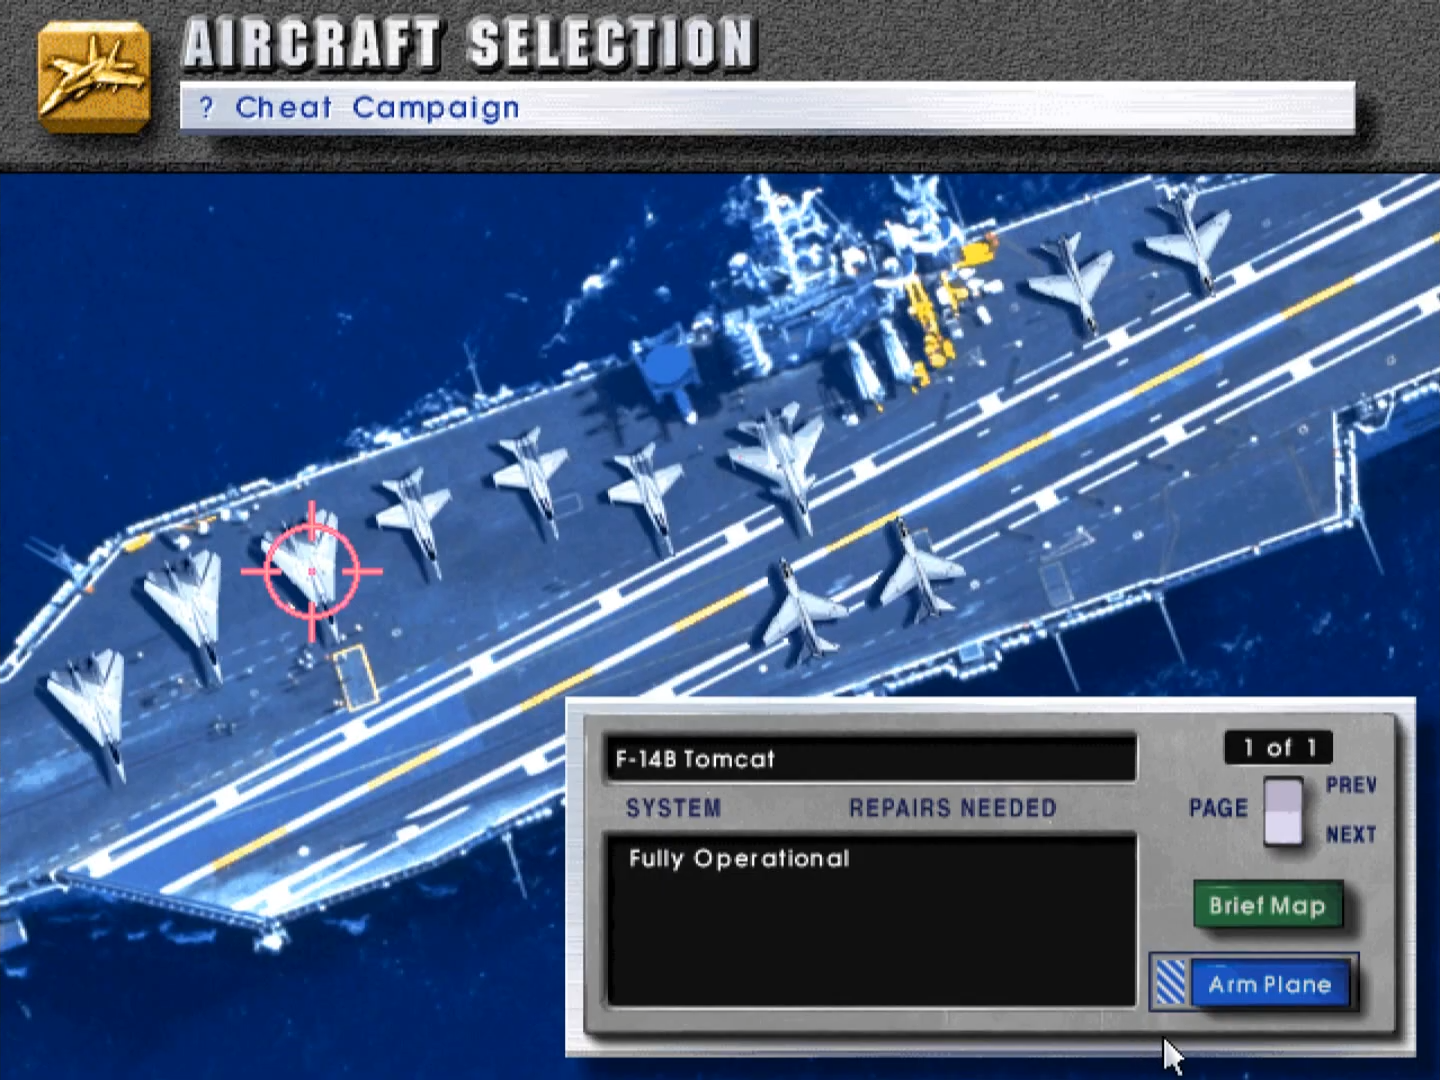 AIRCRAFT SELECTION
? Cheat Campaign
F-14B Tomcat
1 of 1
SYSTEM REPAIRS NEEDED
PAGE
PREV
NEXT
Fully Operational
Brief Map
Arm Plane